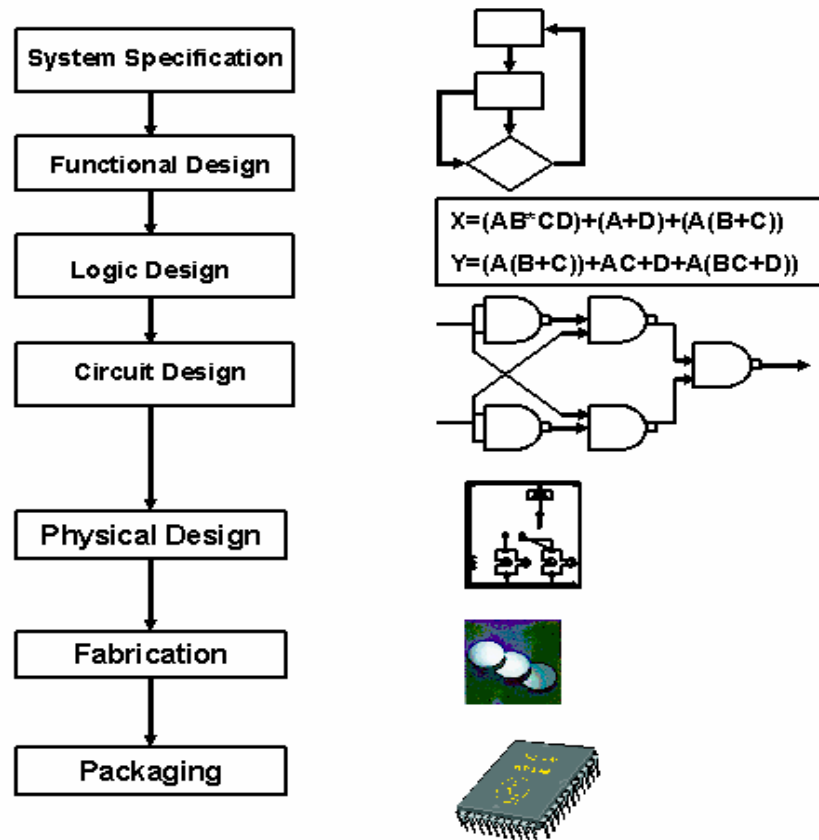 System Specification
Functional Design
X=(AB*CD)+(A+D)+(A(B+C))
Logic Design
Y=(A(B+C))+AC+D+A(BC+D))
Circuit Design
Physical Design
Fabrication
Packaging